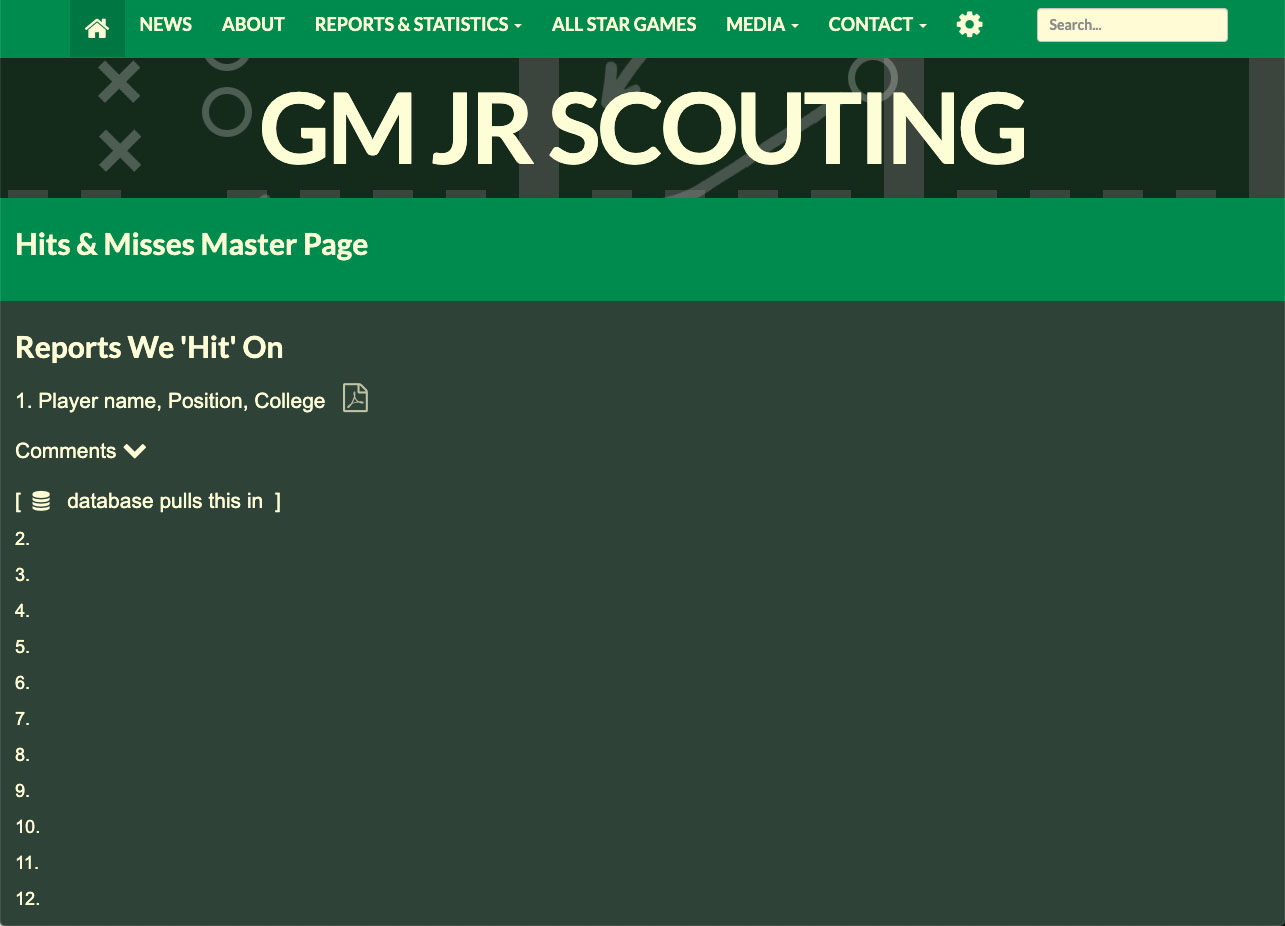 NEWS ABOUT REPORTS & STATISTICS ALL STAR GAMES MEDIA CONTACT Search...
GM JR SCOUTING
Hits & Misses Master Page
Reports We 'Hit' On
1. Player name, Position, College
Comments
[ database pulls this in ]
2.
3.
4.
5.
6.
7.
8.
9.
10.
11.
12.